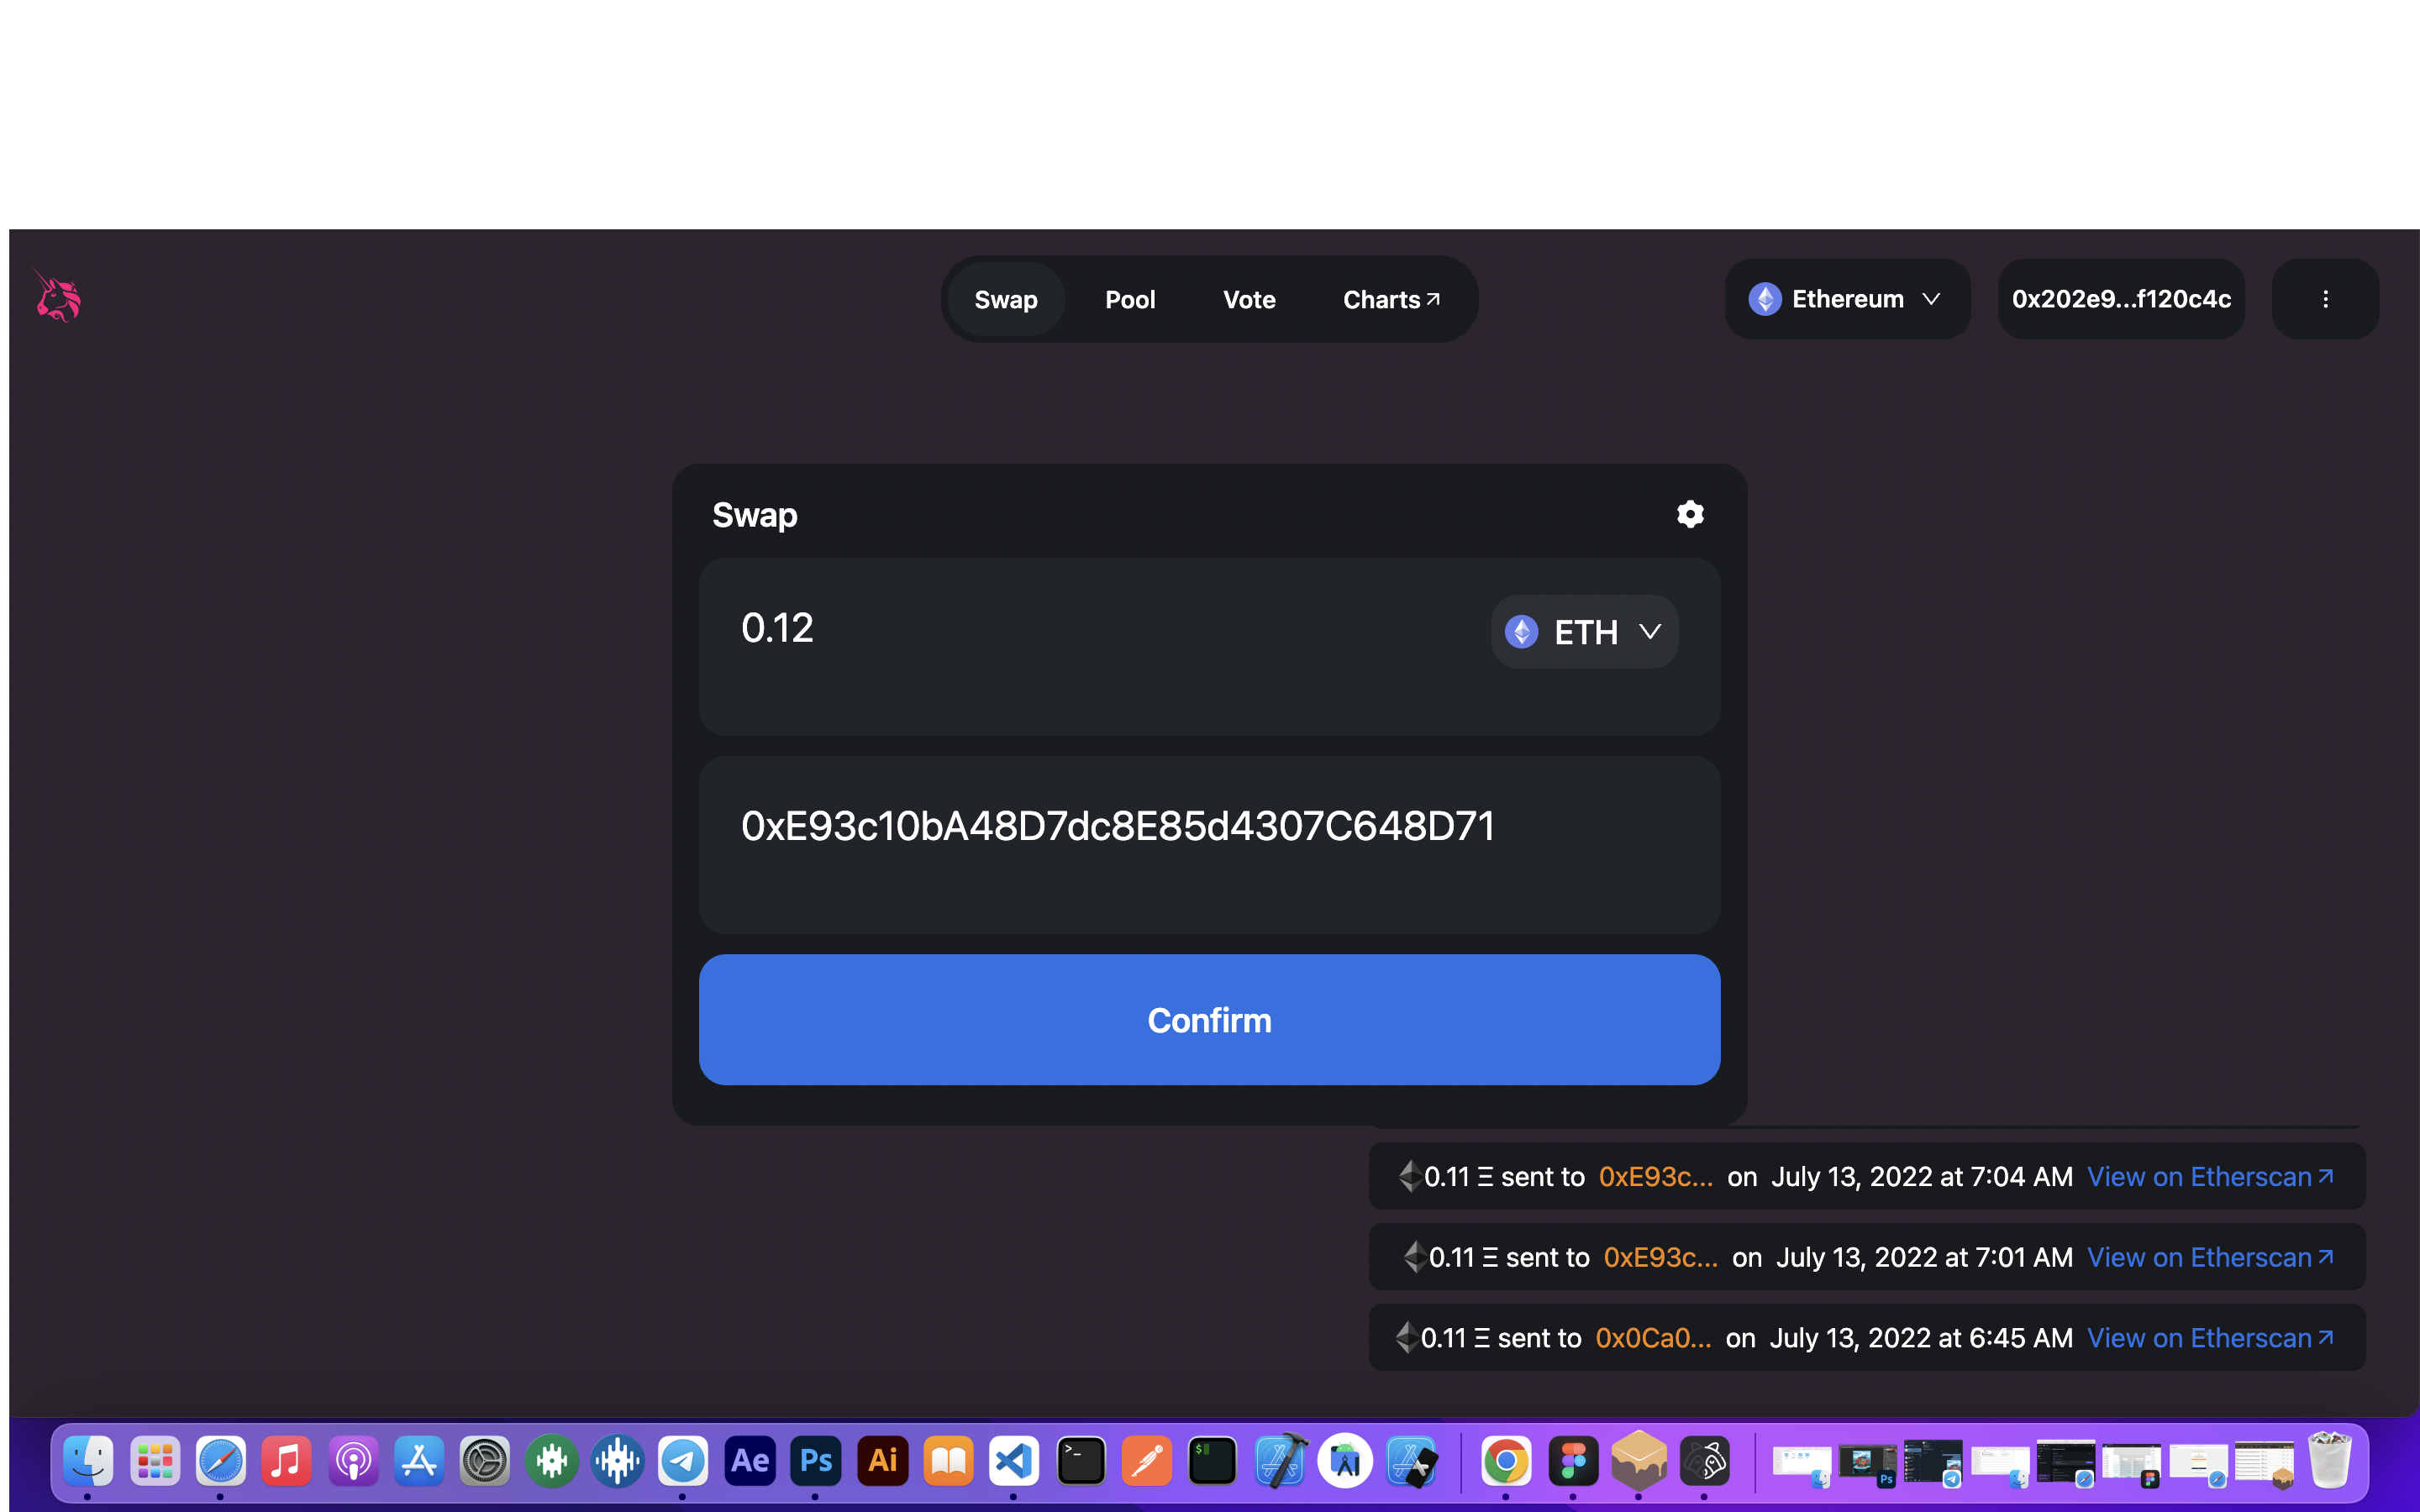 Swap Pool Vote Charts↗ Ethereum 0x202e9...f120c4c
Swap
0.12 ETH
0xE93c10bA48D7dc8E85d4307C648D71
Confirm
0.11 Ξ sent to 0xE93c... on July 13, 2022 at 7:04 AM View on Etherscan↗
0.11 Ξ sent to 0xE93c... on July 13, 2022 at 7:01 AM View on Etherscan↗
0.11 Ξ sent to 0x0Ca0... on July 13, 2022 at 6:45 AM View on Etherscan↗
Ae Ps Ai